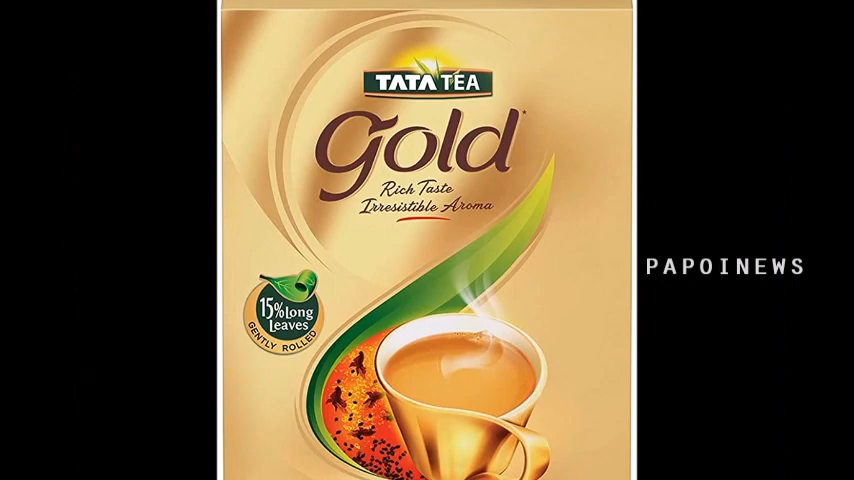 TATA TEA
Gold*
Rich Taste
Irresistible Aroma
15% Long
Leaves
GENTLY ROLLED
PAPOINEWS